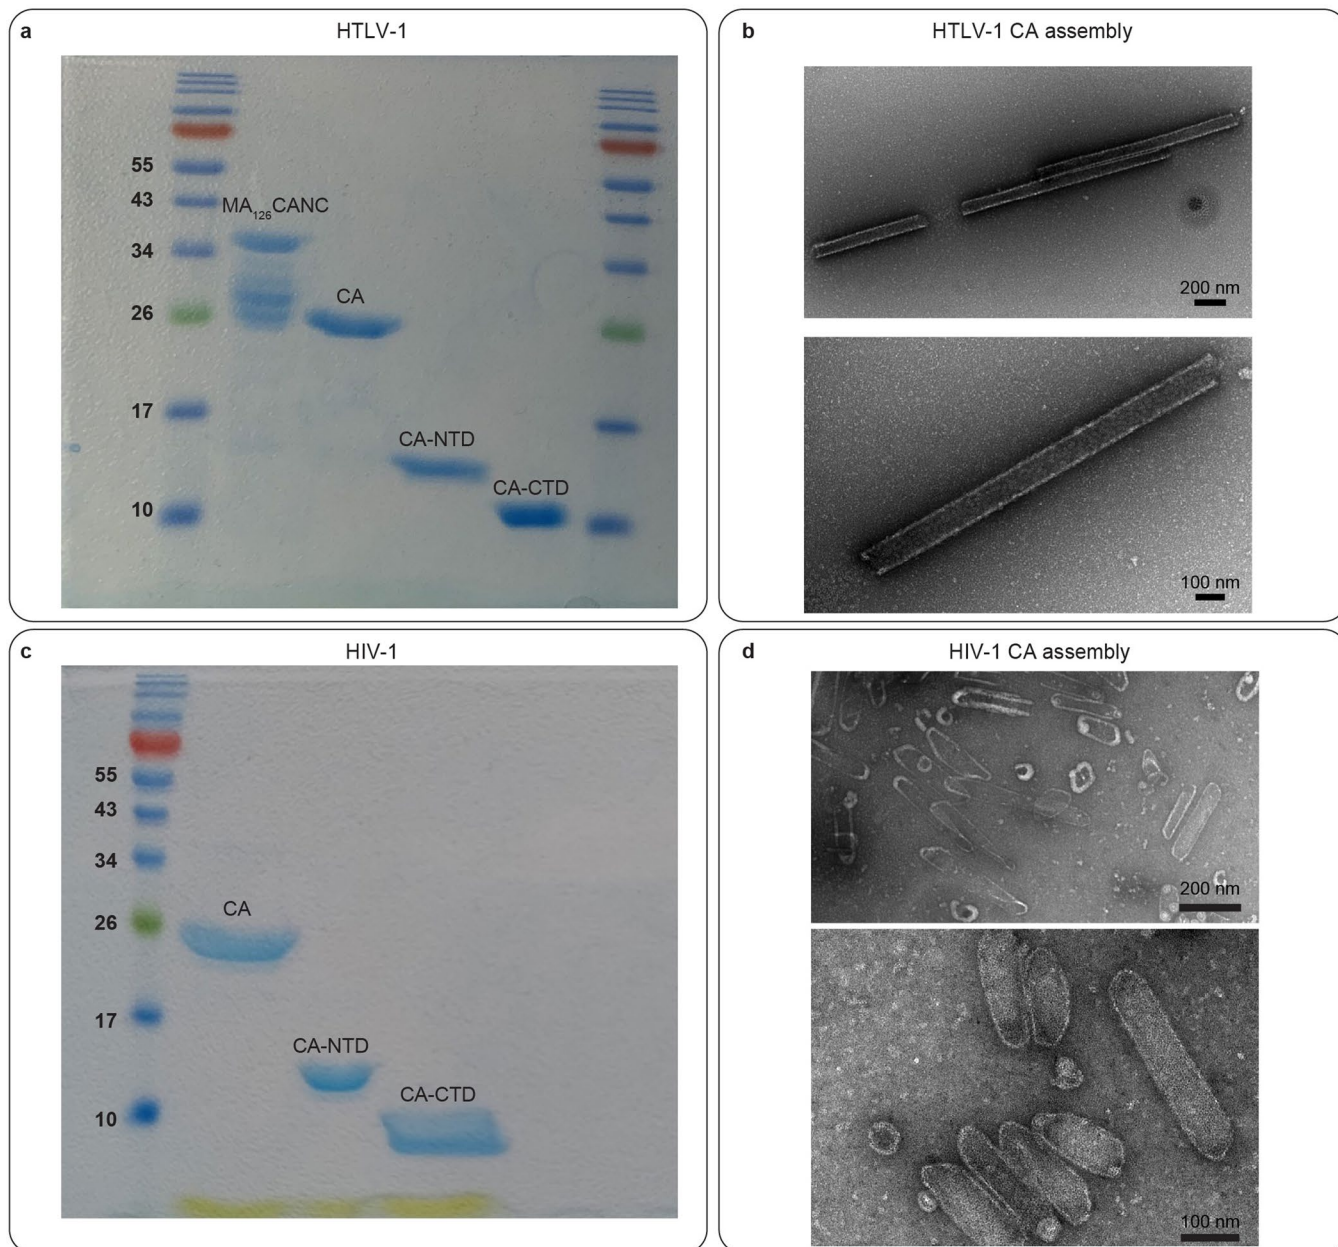 a
HTLV-1
55
43
34
26
17
10
MA126CANC
CA
CA-NTD
CA-CTD
b
HTLV-1 CA assembly
200 nm
100 nm
c
HIV-1
55
43
34
26
17
10
CA
CA-NTD
CA-CTD
d
HIV-1 CA assembly
200 nm
100 nm